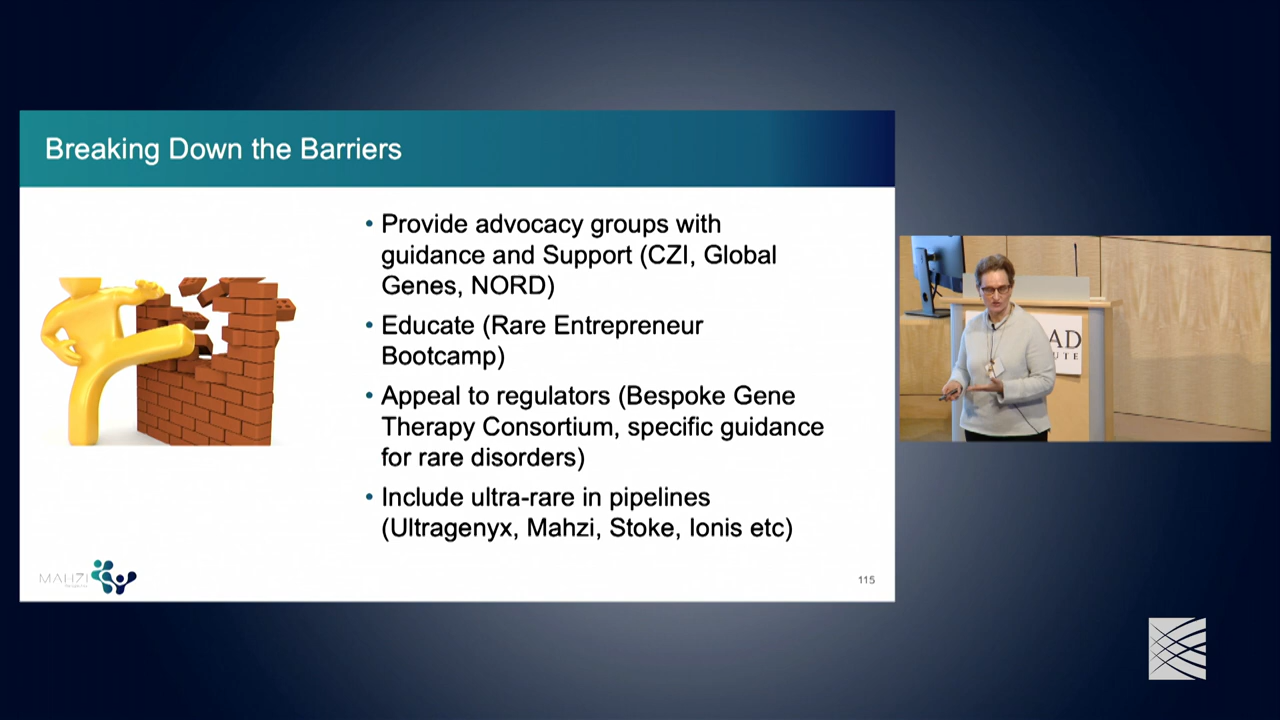 Breaking Down the Barriers
• Provide advocacy groups with
guidance and Support (CZI, Global
Genes, NORD)
• Educate (Rare Entrepreneur
Bootcamp)
• Appeal to regulators (Bespoke Gene
Therapy Consortium, specific guidance
for rare disorders)
• Include ultra-rare in pipelines
(Ultragenyx, Mahzi, Stoke, Ionis etc)
MAHZI
115
AD
UTE